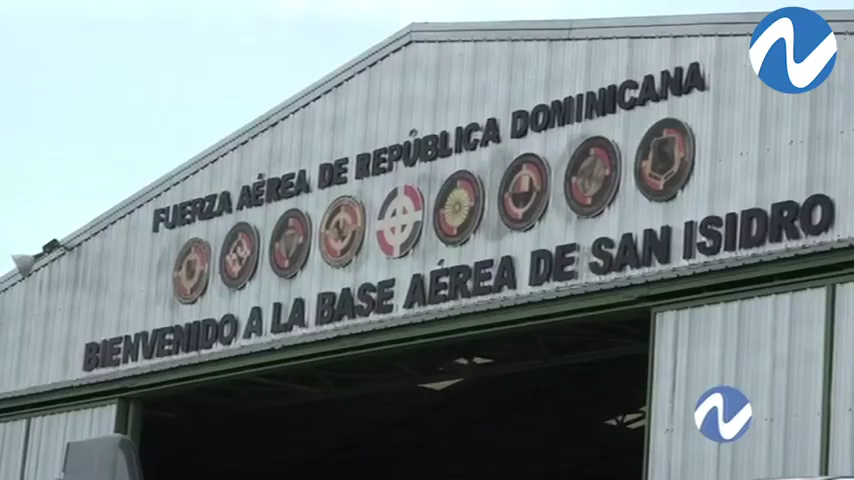 FUERZA AÉREA DE REPÚBLICA DOMINICANA
BIENVENIDO A LA BASE AÉREA DE SAN ISIDRO